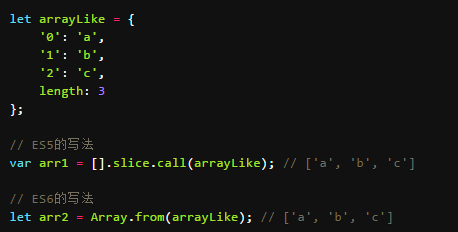 let arrayLike = {
    '0': 'a',
    '1': 'b',
    '2': 'c',
    length: 3
};
// ES5的写法
var arr1 = [].slice.call(arrayLike); // ['a', 'b', 'c']
// ES6的写法
let arr2 = Array.from(arrayLike); // ['a', 'b', 'c']